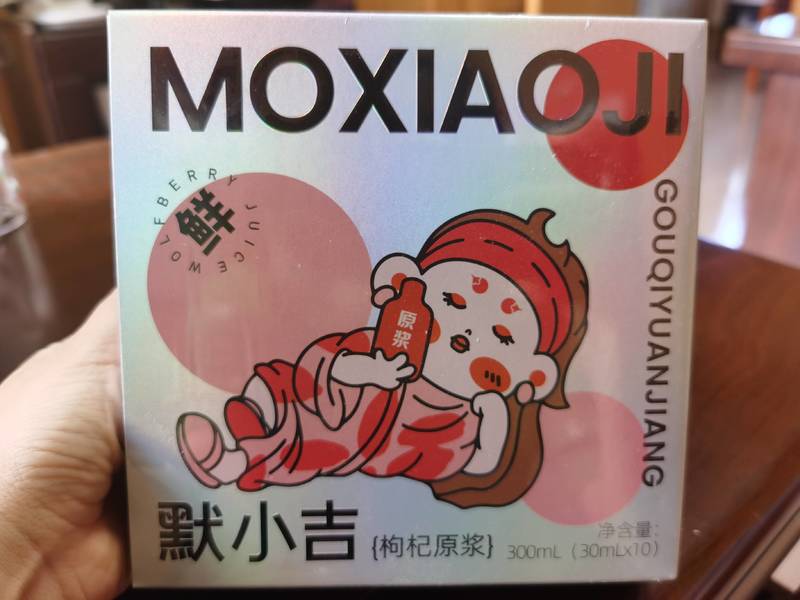 MOXIAOJI
WOLFBERRY JUICE
鲜
GOUQIYUANJIANG
原浆
默小吉
{枸杞原浆}
净含量:
300mL (30mLx10)